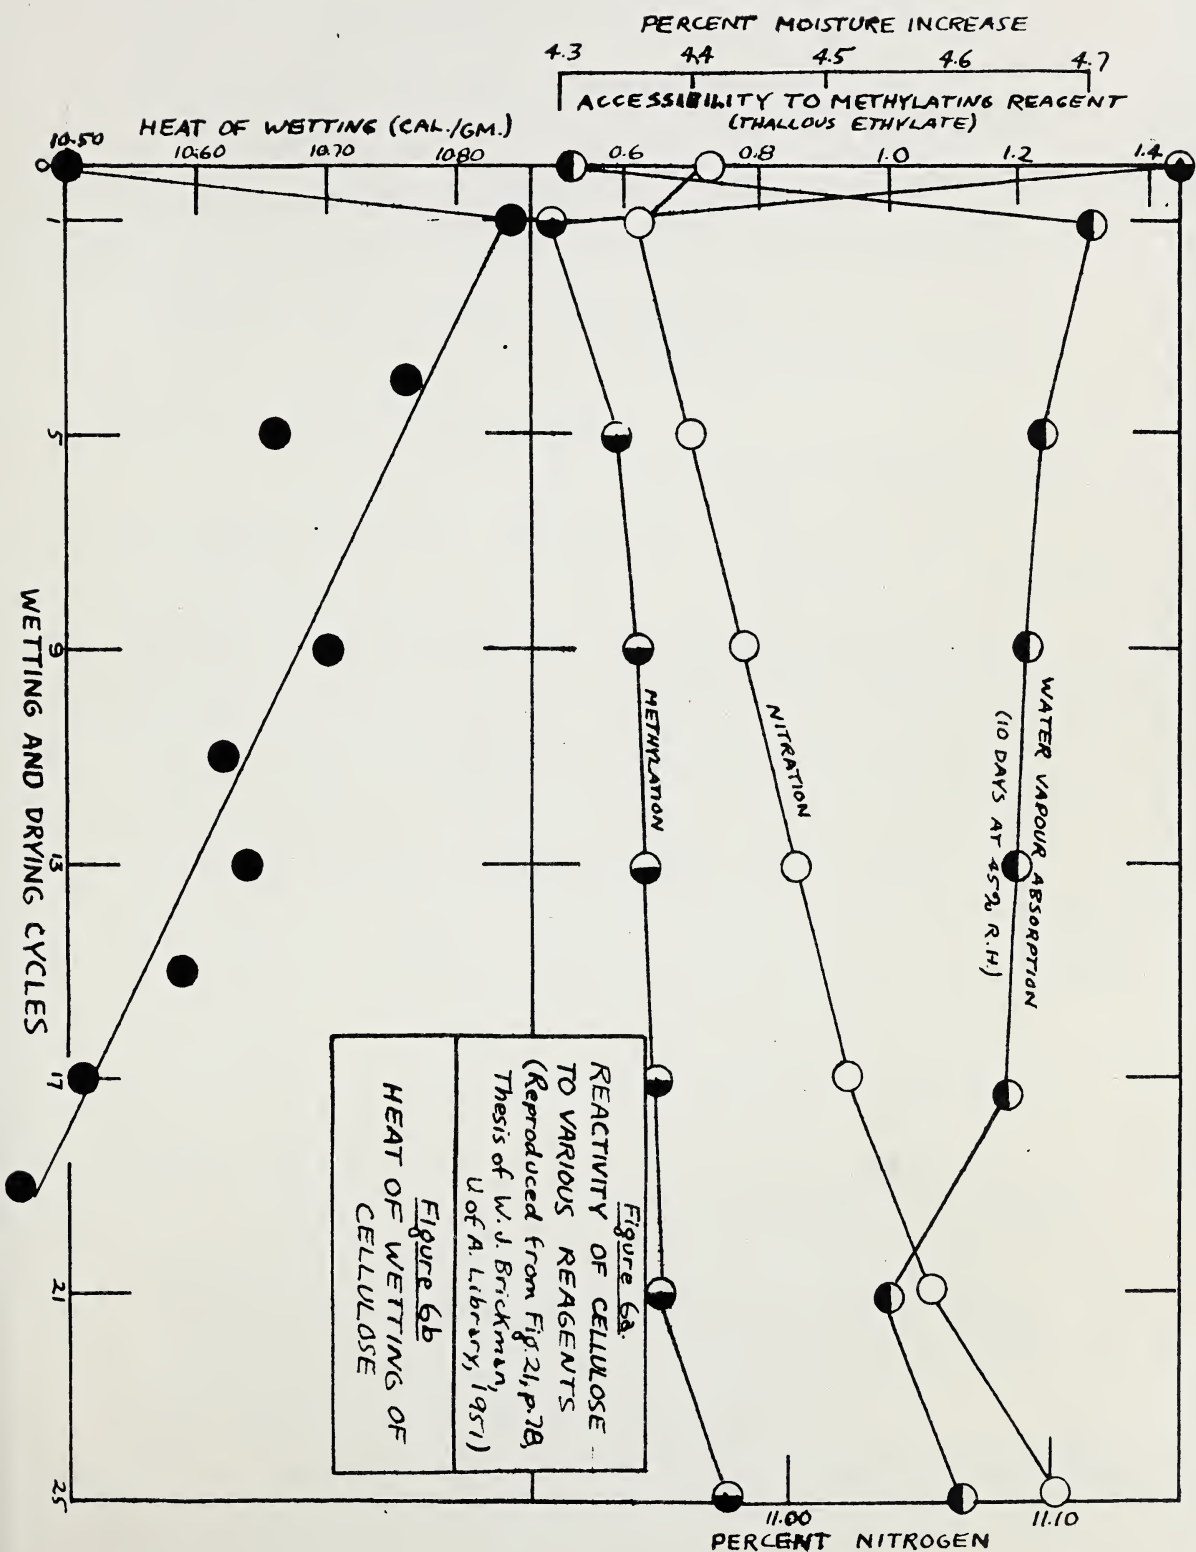 PERCENT MOISTURE INCREASE
4.3 4.4 4.5 4.6 4.7
ACCESSIBILITY TO METHYLATING REAGENT
(THALLOUS ETHYLATE)
HEAT OF WETTING (CAL./GM.)
10.50 10.60 10.70 10.80 0.6 0.8 1.0 1.2 1.4
0
1
5
9
13
17
21
25
WETTING AND DRYING CYCLES
METHYLATION
NITRATION
WATER VAPOUR ABSORPTION
(10 DAYS AT 45% R.H.)
Figure 6a.
REACTIVITY OF CELLULOSE
TO VARIOUS REAGENTS
(Reproduced from Fig. 21, p. 78,
Thesis of W. J. Brickman,
U of A. Library, 1951)
Figure 6b
HEAT OF WETTING OF
CELLULOSE
11.00 11.10
PERCENT NITROGEN